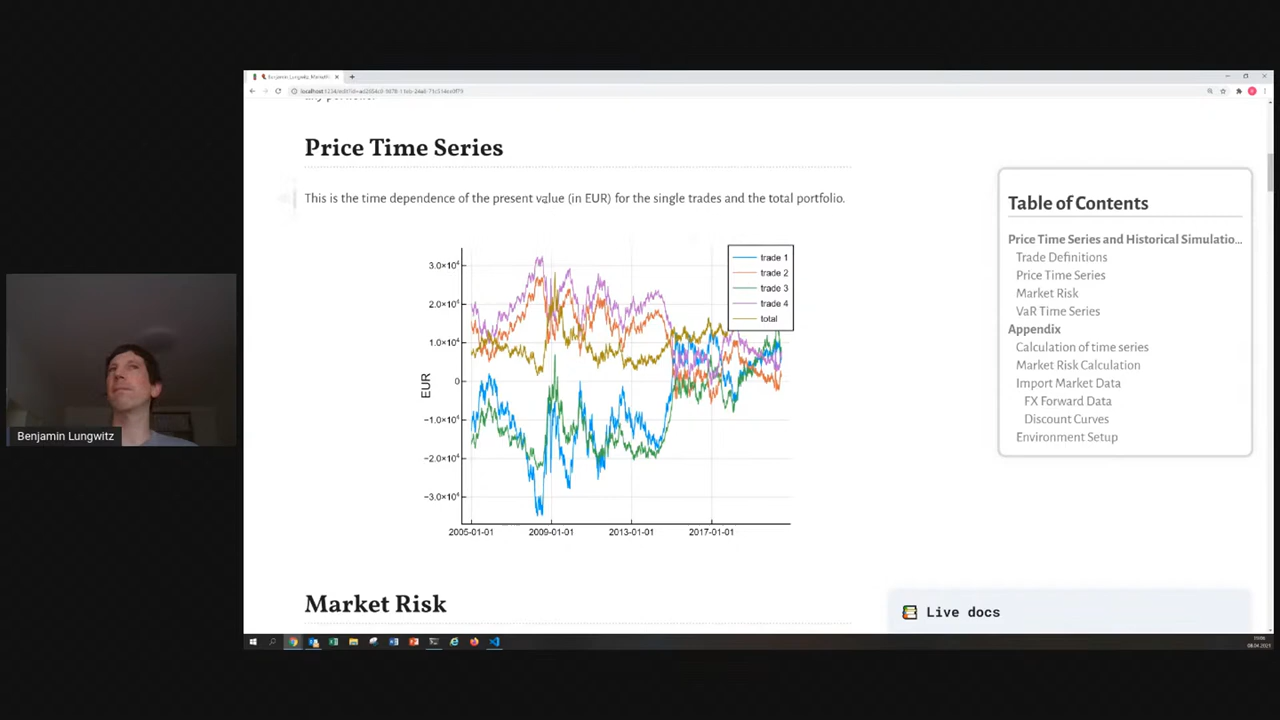 Benjamin Lungwitz, 
Price Time Series
This is the time dependence of the present value (in EUR) for the single trades and the total portfolio.
3.0×10⁴
2.0×10⁴
1.0×10⁴
0
−1.0×10⁴
−2.0×10⁴
−3.0×10⁴
EUR
2005-01-01
2009-01-01
2013-01-01
2017-01-01
trade 1
trade 2
trade 3
trade 4
total
Market Risk
Table of Contents
Price Time Series and Historical Simulatio...
Trade Definitions
Price Time Series
Market Risk
VaR Time Series
Appendix
Calculation of time series
Market Risk Calculation
Import Market Data
FX Forward Data
Discount Curves
Environment Setup
Live docs
Benjamin Lungwitz